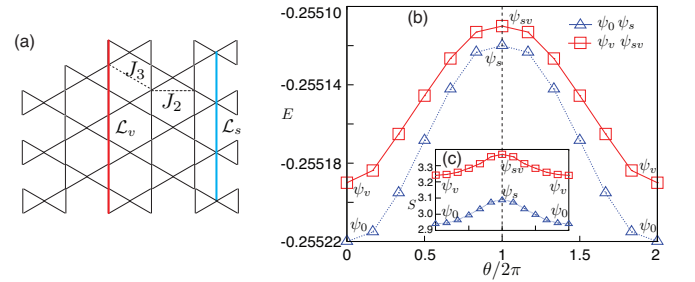 (a)
J₃
J₂
ℒᵥ
ℒₛ
-0.25510
-0.25514
-0.25518
-0.25522
E
(b)
ψₛᵥ
ψₛ
ψ₀ ψₛ
ψᵥ ψₛᵥ
ψᵥ
ψᵥ
ψ₀
ψ₀
(c)
3.3
3.2
3.1
3.0
2.9
S
ψₛᵥ
ψᵥ
ψᵥ
ψₛ
ψ₀
ψ₀
0 0.5 1 1.5 2
θ/2π